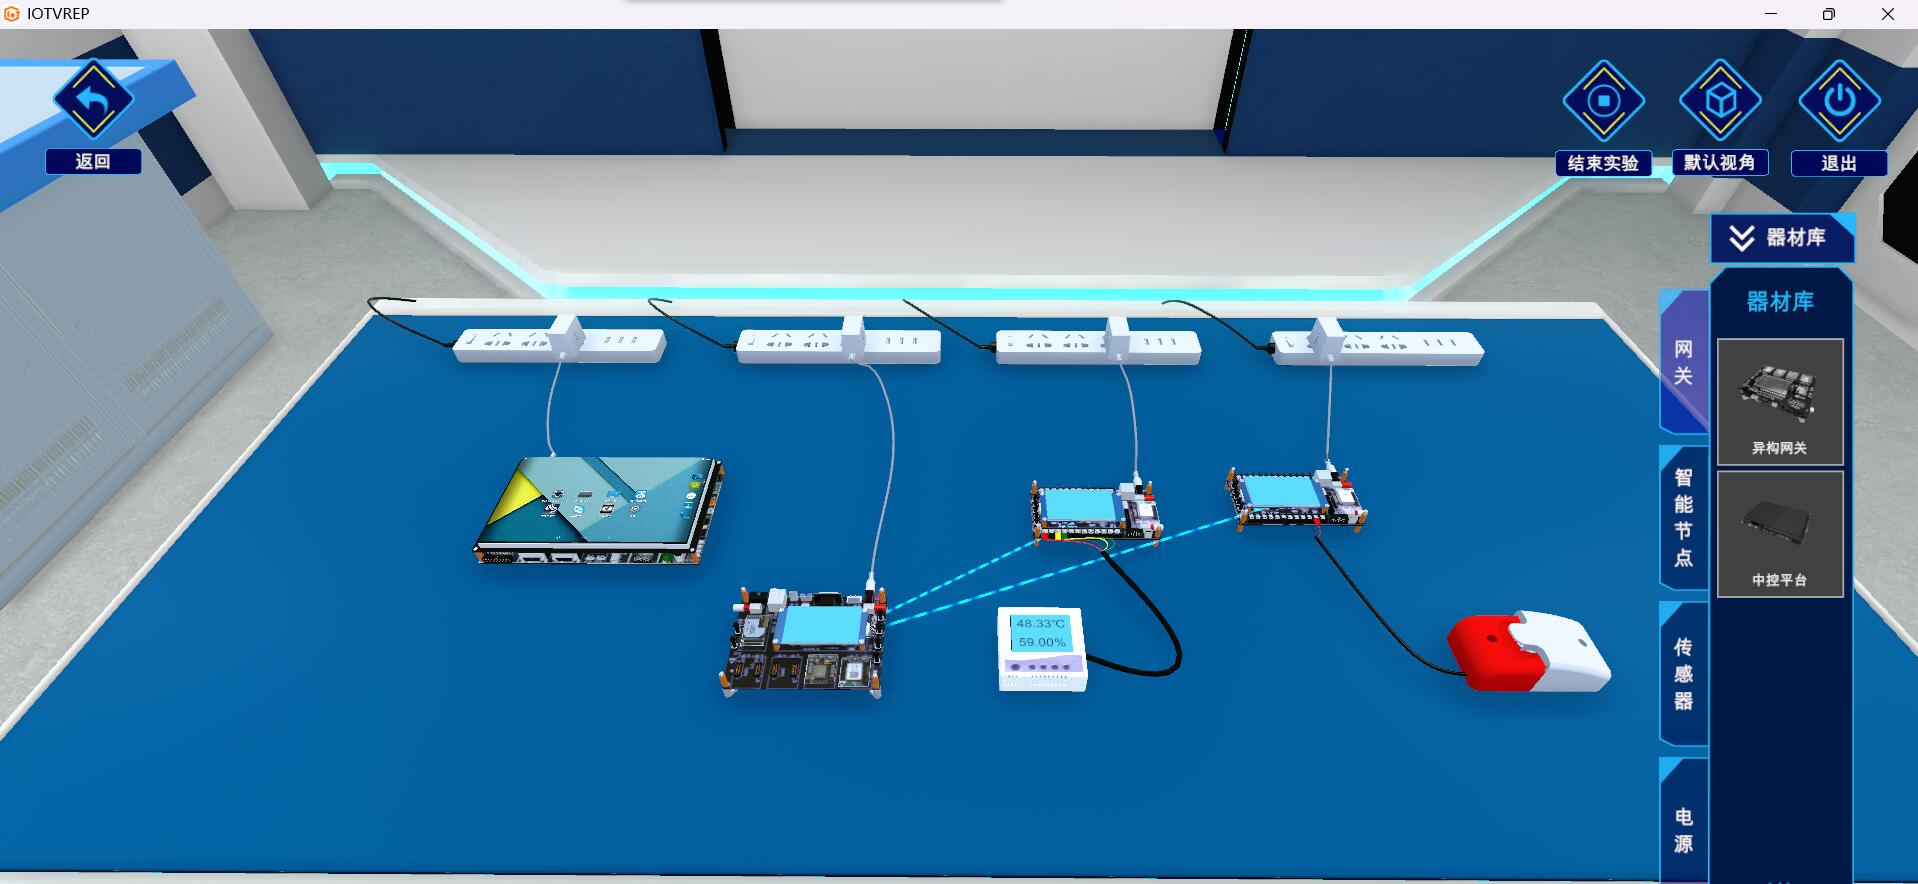 IOTVREP
返回
结束实验
默认视角
退出
器材库
器材库
网关
异构网关
智能节点
中控平台
传感器
电源
48.33℃
59.00%